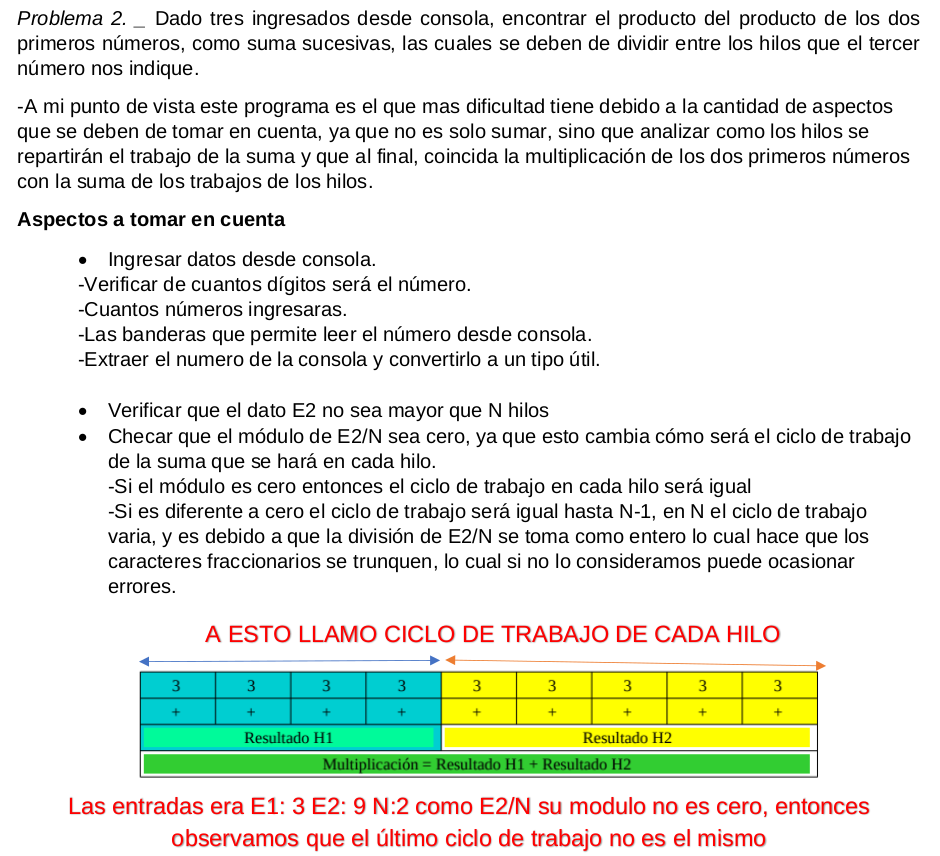 Problema 2. _ Dado tres ingresados desde consola, encontrar el producto del producto de los dos
primeros números, como suma sucesivas, las cuales se deben de dividir entre los hilos que el tercer
número nos indique.
-A mi punto de vista este programa es el que mas dificultad tiene debido a la cantidad de aspectos
que se deben de tomar en cuenta, ya que no es solo sumar, sino que analizar como los hilos se
repartirán el trabajo de la suma y que al final, coincida la multiplicación de los dos primeros números
con la suma de los trabajos de los hilos.
Aspectos a tomar en cuenta
• Ingresar datos desde consola.
-Verificar de cuantos dígitos será el número.
-Cuantos números ingresaras.
-Las banderas que permite leer el número desde consola.
-Extraer el numero de la consola y convertirlo a un tipo útil.
• Verificar que el dato E2 no sea mayor que N hilos
• Checar que el módulo de E2/N sea cero, ya que esto cambia cómo será el ciclo de trabajo
de la suma que se hará en cada hilo.
-Si el módulo es cero entonces el ciclo de trabajo en cada hilo será igual
-Si es diferente a cero el ciclo de trabajo será igual hasta N-1, en N el ciclo de trabajo
varia, y es debido a que la división de E2/N se toma como entero lo cual hace que los
caracteres fraccionarios se trunquen, lo cual si no lo consideramos puede ocasionar
errores.
A ESTO LLAMO CICLO DE TRABAJO DE CADA HILO
3 3 3 3 3 3 3 3 3
+ + + + + + + + +
Resultado H1 Resultado H2
Multiplicación = Resultado H1 + Resultado H2
Las entradas era E1: 3 E2: 9 N:2 como E2/N su modulo no es cero, entonces
observamos que el último ciclo de trabajo no es el mismo